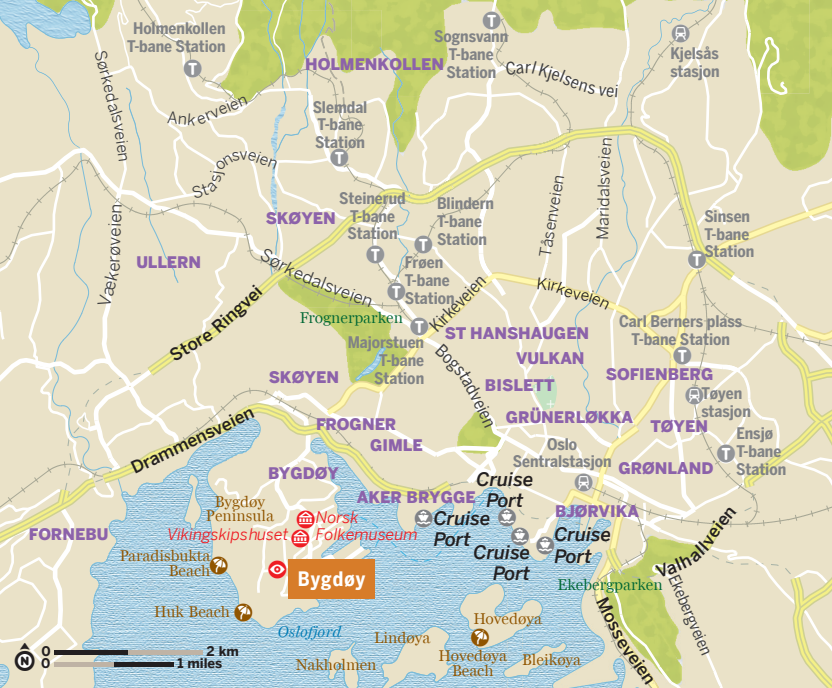 Holmenkollen
T-bane Station
Sognsvann
T-bane
Station
Kjelsås
stasjon
HOLMENKOLLEN
Carl Kjelsens vei
Sørkedalsveien
Ankerveien
Slemdal
T-bane
Station
Stasjonsveien
Maridalsveien
Tåsenveien
Steinerud
T-bane
Station
Blindern
T-bane
Station
SKØYEN
Sinsen
T-bane
Station
Vækerøveien
ULLERN
Sørkedalsveien
Frøen
T-bane
Station
Kirkeveien
Kirkeveien
Store Ringvei
Frognerparken
Majorstuen
T-bane
Station
ST HANSHAUGEN
Carl Berners plass
T-bane Station
VULKAN
Bogstadveien
SKØYEN
BISLETT
SOFIENBERG
Tøyen
stasjon
Drammensveien
FROGNER
GRÜNERLØKKA
TØYEN
GIMLE
Ensjø
T-bane
Station
Oslo
Sentralstasjon
BYGDØY
GRØNLAND
Cruise
Port
AKER BRYGGE
Bygdøy
Peninsula
Norsk
Folkemuseum
Cruise
Port
BJØRVIKA
FORNEBU
Vikingskipshuset
Cruise
Port
Cruise
Port
Valhallveien
Paradisbukta
Beach
Bygdøy
Ekebergparken
Ekebergveien
Huk Beach
Hovedøya
Mosseveien
Oslofjord
Lindøya
Hovedøya
Beach
Bleikøya
Nakholmen
N
0 2 km
0 1 miles